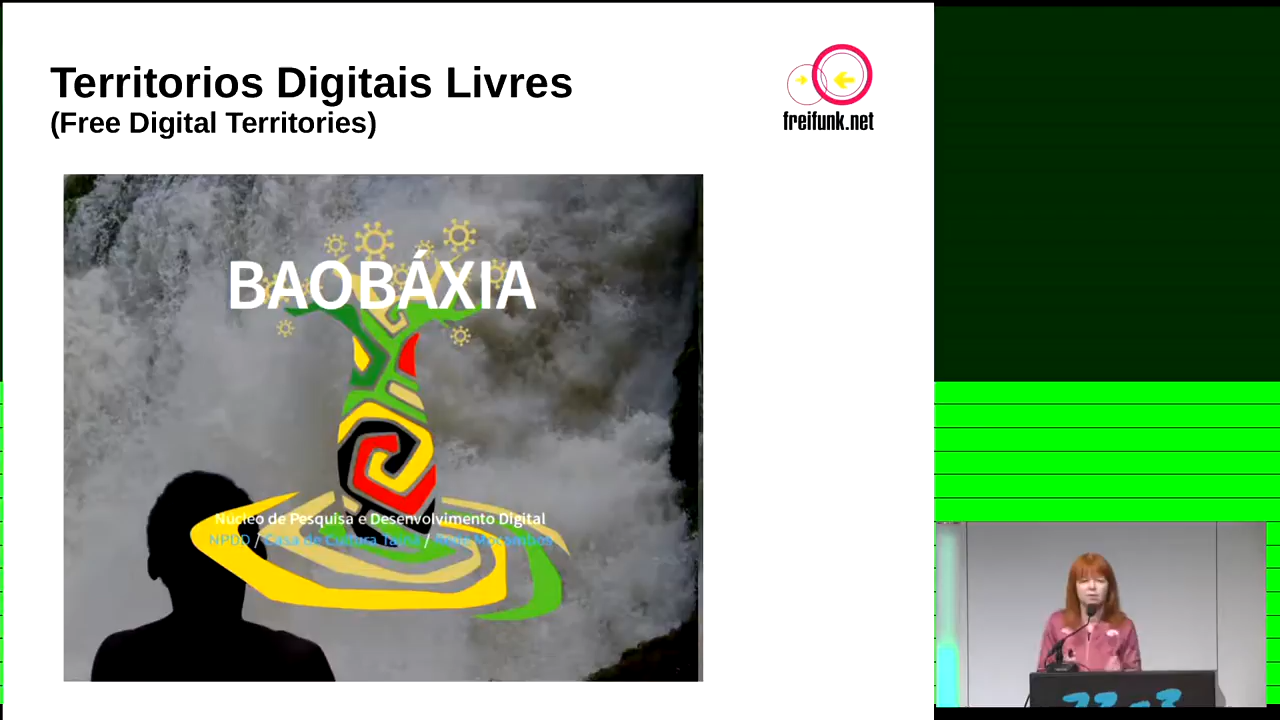 Territorios Digitais Livres
(Free Digital Territories)
freifunk.net
BAOBÁXIA
Núcleo de Pesquisa e Desenvolvimento Digital
NPDD / Casa de Cultura Tainã / Rede Mocambos